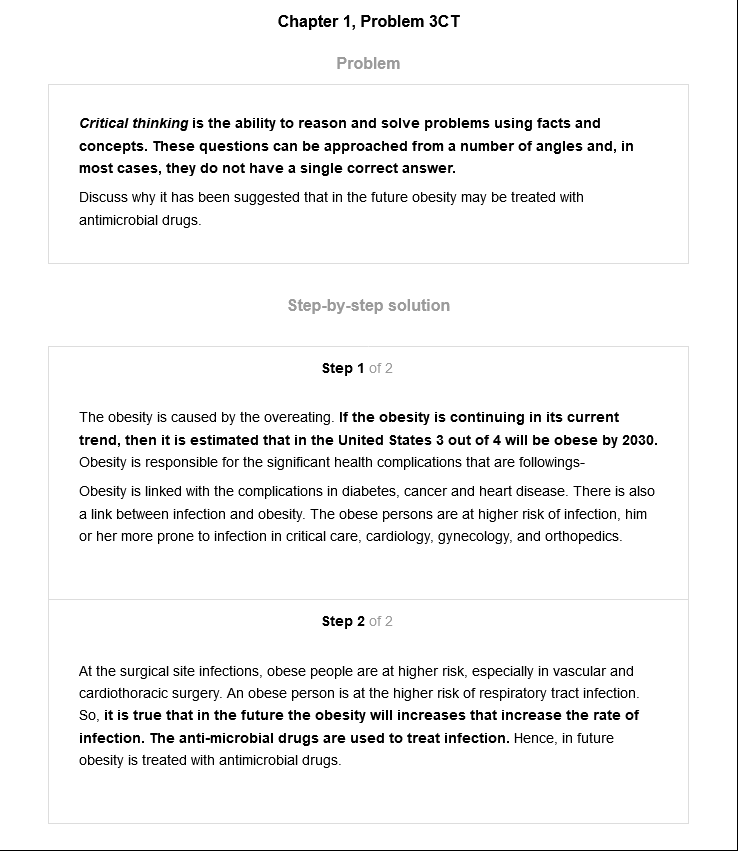 Chapter 1, Problem 3CT
Problem
Critical thinking is the ability to reason and solve problems using facts and
concepts. These questions can be approached from a number of angles and, in
most cases, they do not have a single correct answer.
Discuss why it has been suggested that in the future obesity may be treated with
antimicrobial drugs.
Step-by-step solution
Step 1 of 2
The obesity is caused by the overeating. If the obesity is continuing in its current
trend, then it is estimated that in the United States 3 out of 4 will be obese by 2030.
Obesity is responsible for the significant health complications that are followings-
Obesity is linked with the complications in diabetes, cancer and heart disease. There is also
a link between infection and obesity. The obese persons are at higher risk of infection, him
or her more prone to infection in critical care, cardiology, gynecology, and orthopedics.
Step 2 of 2
At the surgical site infections, obese people are at higher risk, especially in vascular and
cardiothoracic surgery. An obese person is at the higher risk of respiratory tract infection.
So, it is true that in the future the obesity will increases that increase the rate of
infection. The anti-microbial drugs are used to treat infection. Hence, in future
obesity is treated with antimicrobial drugs.